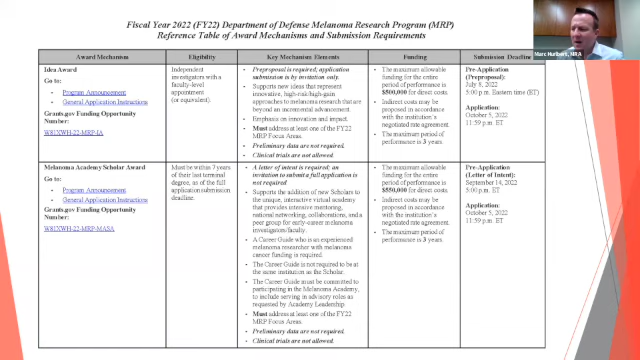 Fiscal Year 2022 (FY22) Department of Defense Melanoma Research Program (MRP)
Reference Table of Award Mechanisms and Submission Requirements
Marc Hurlbert, MRA
Award Mechanism
Eligibility
Key Mechanism Elements
Funding
Submission Deadline
Idea Award
Go to:
• Program Announcement
• General Application Instructions
Grants.gov Funding Opportunity
Number:
W81XWH-22-MRP-IA
Independent
investigators with a
faculty-level
appointment
(or equivalent).
• Preproposal is required; application
submission is by invitation only.
• Supports new ideas that represent
innovative, high-risk/high-gain
approaches to melanoma research that are
beyond an incremental advancement.
• Emphasis on innovation and impact.
• Must address at least one of the FY22
MRP Focus Areas.
• Preliminary data are not required.
• Clinical trials are not allowed.
• The maximum allowable
funding for the entire
period of performance is
$500,000 for direct costs.
• Indirect costs may be
proposed in accordance
with the institution's
negotiated rate agreement.
• The maximum period of
performance is 3 years.
Pre-Application
(Preproposal)
July 8, 2022
5:00 p.m. Eastern time (ET)
Application:
October 5, 2022
11:59 p.m. ET
Melanoma Academy Scholar Award
Go to:
• Program Announcement
• General Application Instructions
Grants.gov Funding Opportunity
Number:
W81XWH-22-MRP-MASA
Must be within 7 years
of their last terminal
degree, as of the full
application submission
deadline.
• A letter of intent is required; an
invitation to submit a full application is
not required
• Supports the addition of new Scholars to
the unique, interactive virtual academy
that provides intensive mentoring,
national networking, collaborations, and a
peer group for early-career melanoma
investigators/faculty.
• A Career Guide who is an experienced
melanoma researcher with melanoma
cancer funding is required.
• The Career Guide is not required to be at
the same institution as the Scholar.
• The Career Guide must be committed to
participating in the Melanoma Academy,
to include serving in advisory roles as
requested by Academy Leadership.
• Must address at least one of the FY22
MRP Focus Areas.
• Preliminary data are not required.
• Clinical trials are not allowed.
• The maximum allowable
funding for the entire
period of performance is
$550,000 for direct costs.
• Indirect costs may be
proposed in accordance
with the institution's
negotiated rate agreement.
• The maximum period of
performance is 3 years.
Pre-Application
(Letter of Intent)
September 14, 2022
5:00 p.m. ET
Application:
October 5, 2022
11:59 p.m. ET